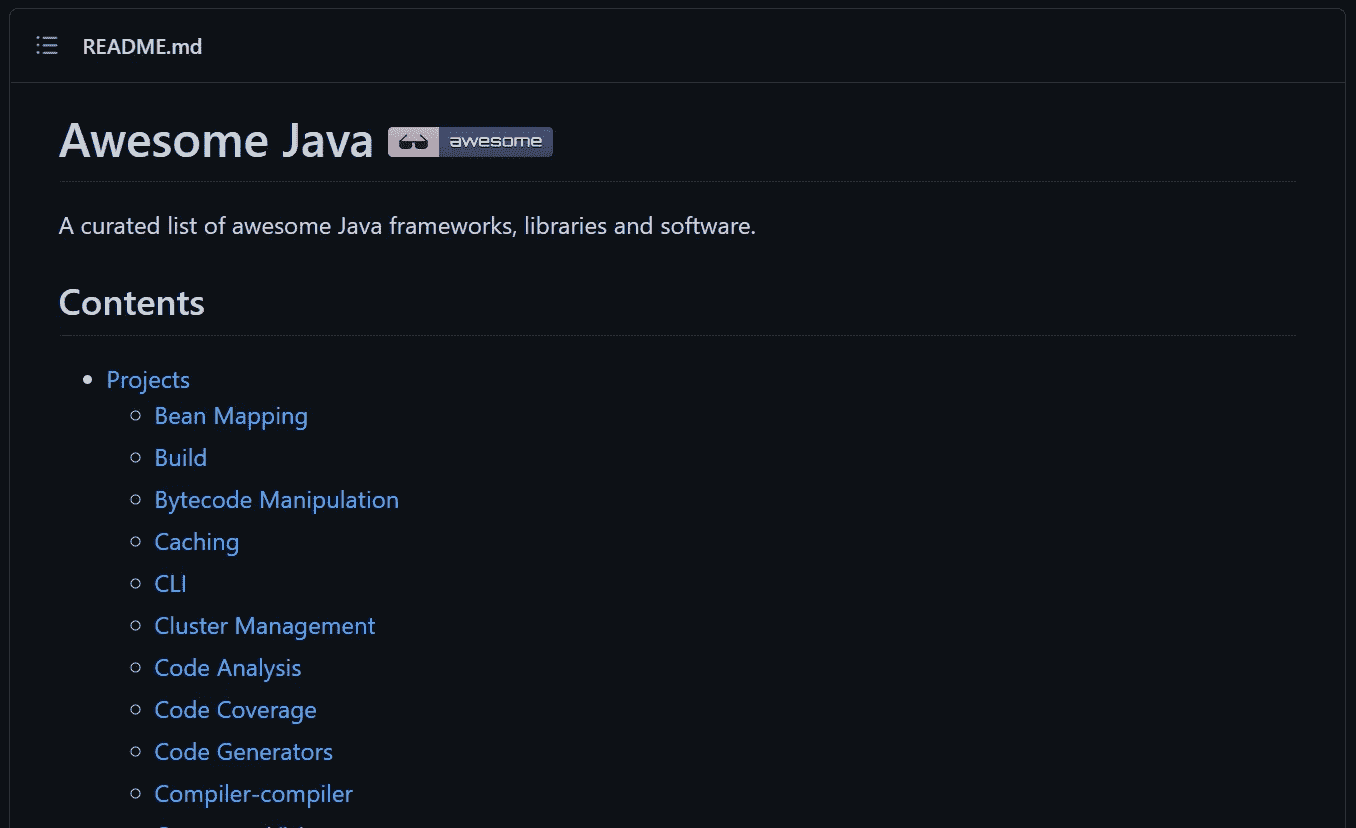 README.md
Awesome Java awesome
A curated list of awesome Java frameworks, libraries and software.
Contents
Projects
Bean Mapping
Build
Bytecode Manipulation
Caching
CLI
Cluster Management
Code Analysis
Code Coverage
Code Generators
Compiler-compiler